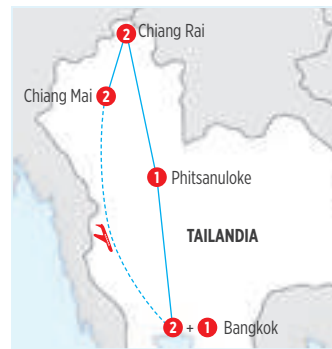 2 Chiang Rai
Chiang Mai 2
1 Phitsanuloke
TAILANDIA
2 + 1 Bangkok